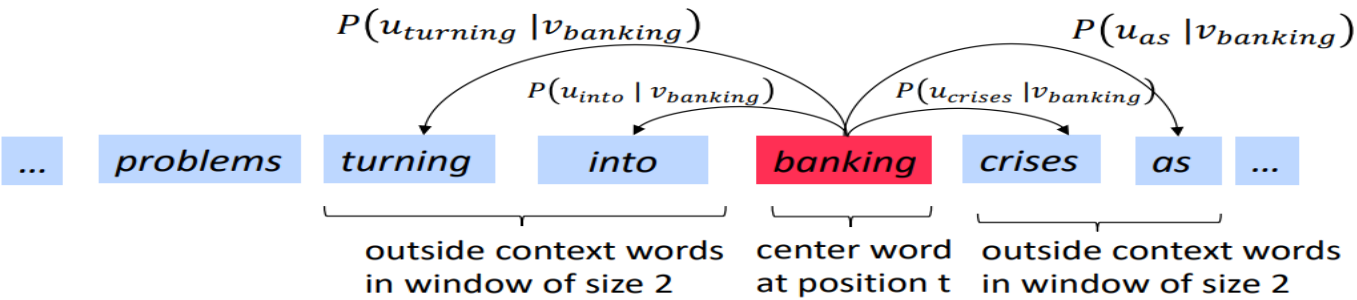 P(u_turning | v_banking) P(u_as | v_banking)
P(u_into | v_banking) P(u_crises | v_banking)
... problems turning into banking crises as ...
outside context words center word outside context words
in window of size 2 at position t in window of size 2